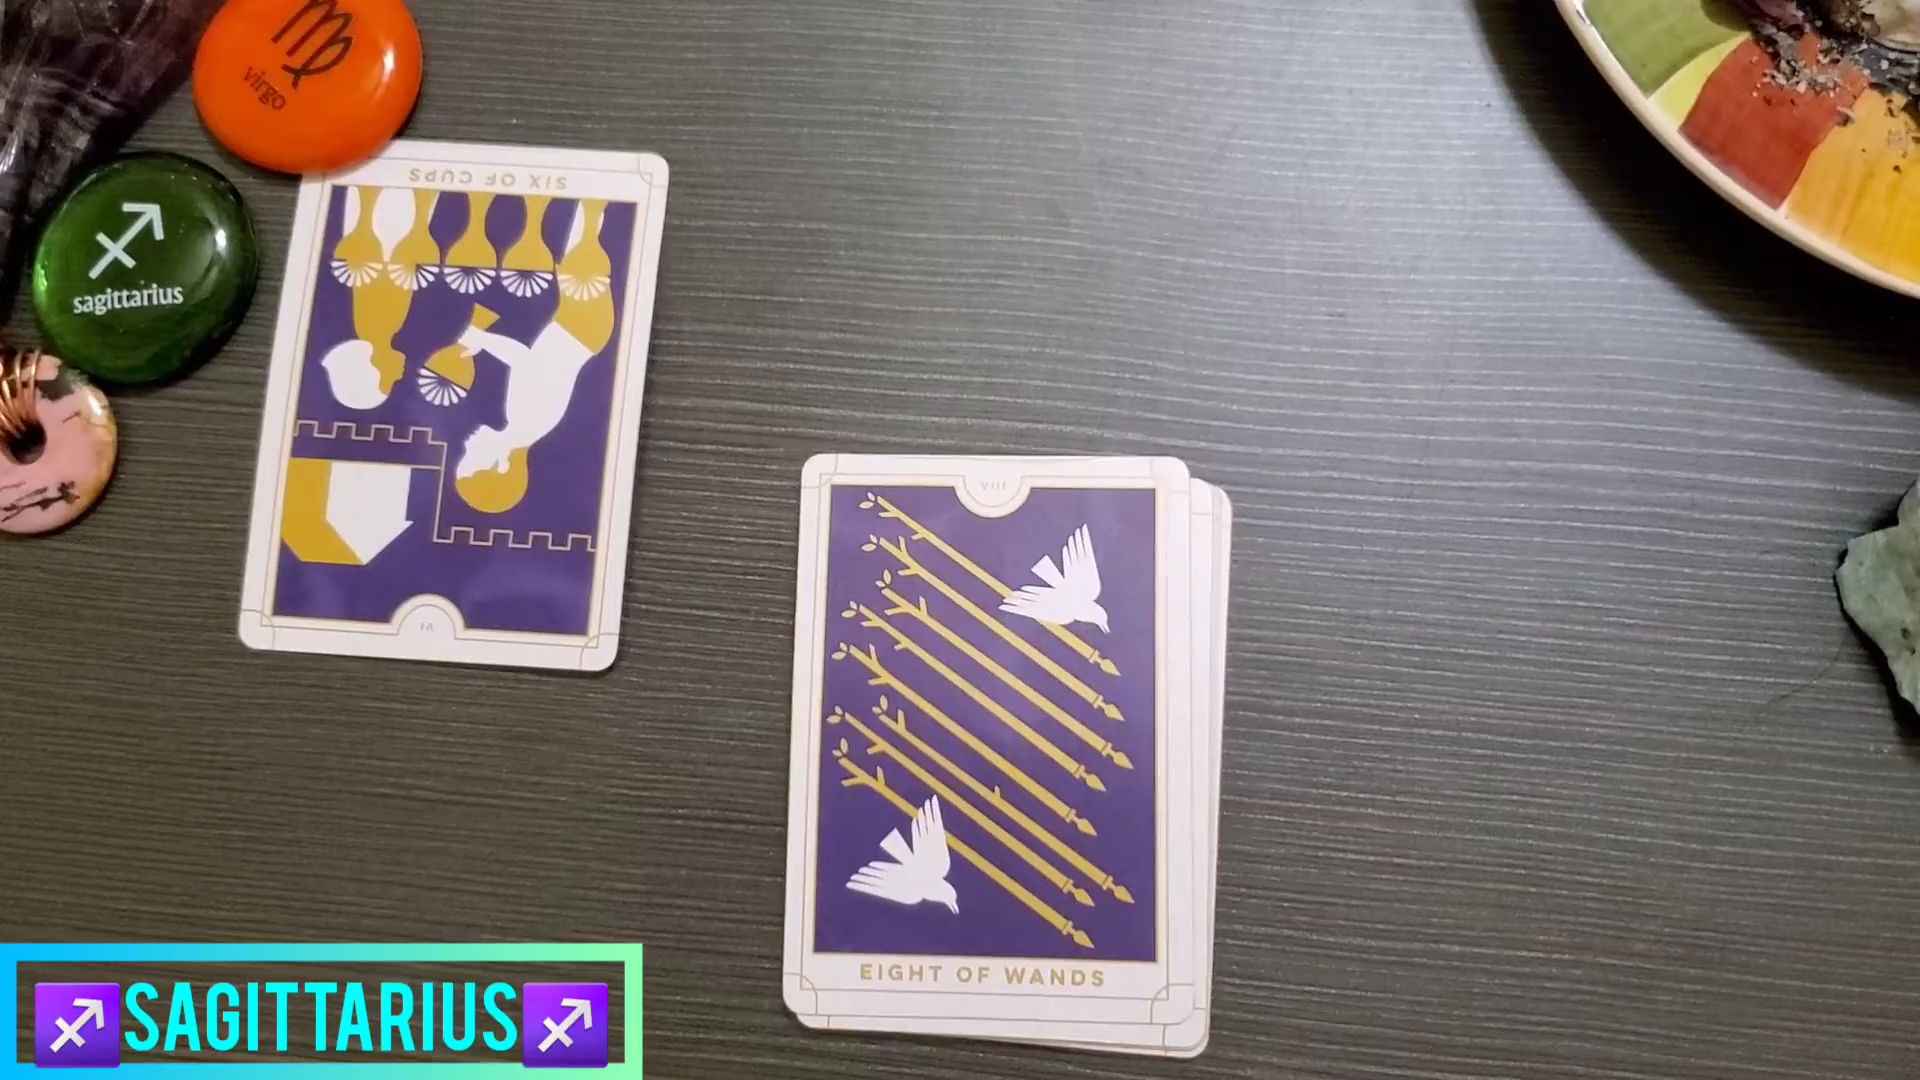 virgo
SIX OF CUPS
sagittarius
VI
VIII
EIGHT OF WANDS
SAGITTARIUS